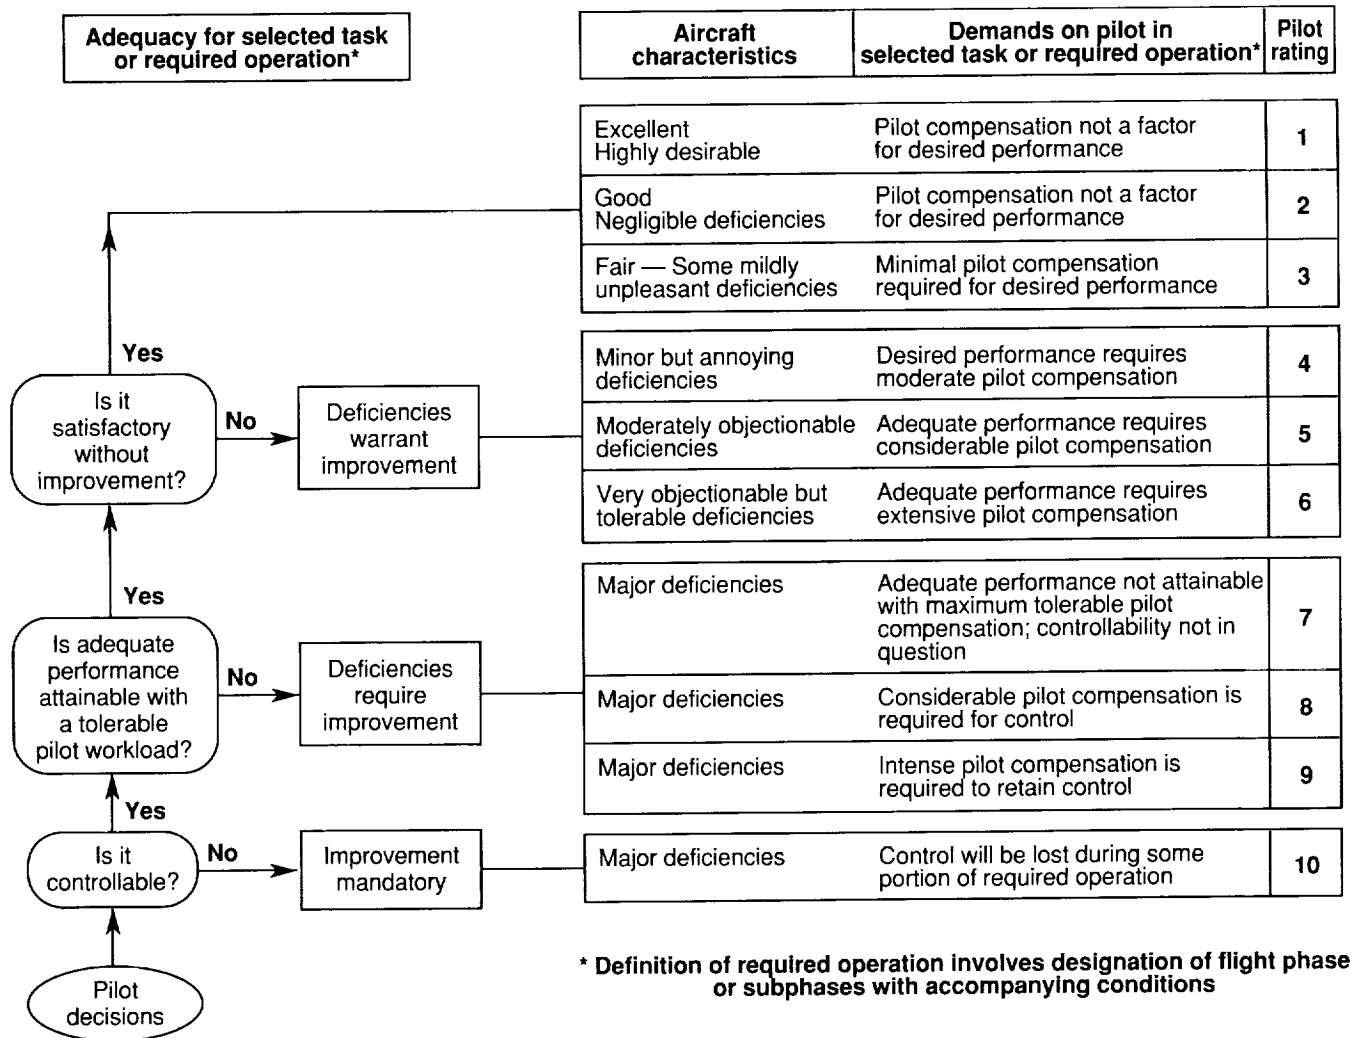 Adequacy for selected task
or required operation*
Aircraft
characteristics
Demands on pilot in
selected task or required operation*
Pilot
rating
Excellent
Highly desirable
Pilot compensation not a factor
for desired performance
1
Good
Negligible deficiencies
Pilot compensation not a factor
for desired performance
2
Fair — Some mildly
unpleasant deficiencies
Minimal pilot compensation
required for desired performance
3
Yes
Is it
satisfactory
without
improvement?
No
Deficiencies
warrant
improvement
Minor but annoying
deficiencies
Desired performance requires
moderate pilot compensation
4
Moderately objectionable
deficiencies
Adequate performance requires
considerable pilot compensation
5
Very objectionable but
tolerable deficiencies
Adequate performance requires
extensive pilot compensation
6
Yes
Is adequate
performance
attainable with
a tolerable
pilot workload?
No
Deficiencies
require
improvement
Major deficiencies
Adequate performance not attainable
with maximum tolerable pilot
compensation; controllability not in
question
7
Major deficiencies
Considerable pilot compensation is
required for control
8
Major deficiencies
Intense pilot compensation is
required to retain control
9
Yes
Is it
controllable?
No
Improvement
mandatory
Major deficiencies
Control will be lost during some
portion of required operation
10
Pilot
decisions
* Definition of required operation involves designation of flight phase
or subphases with accompanying conditions